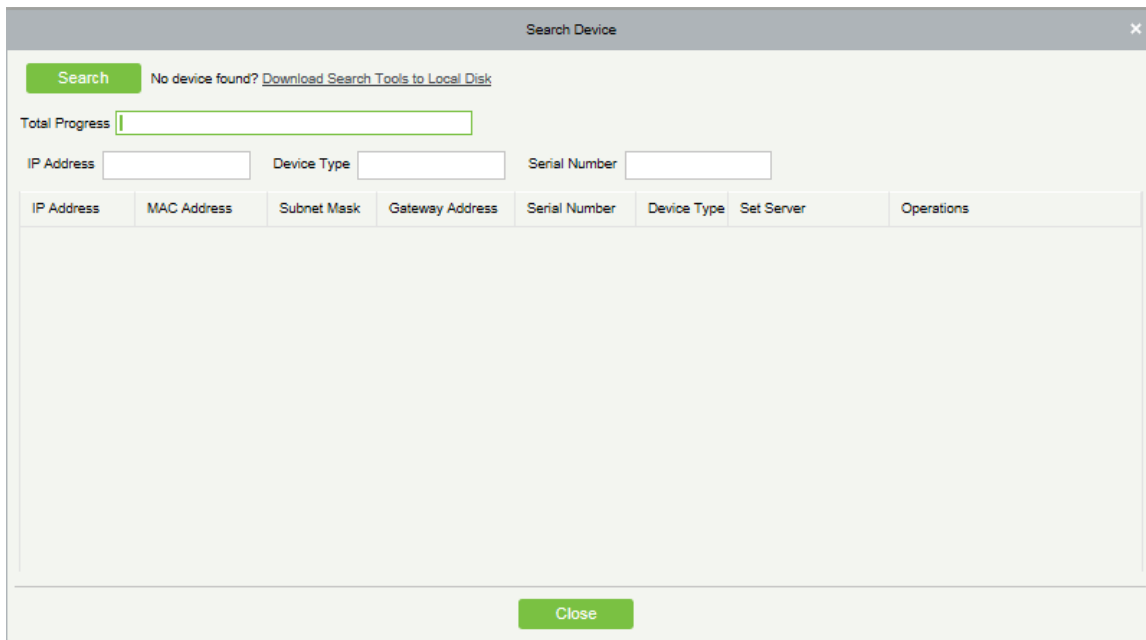 Search Device
Search No device found? Download Search Tools to Local Disk
Total Progress
IP Address Device Type Serial Number
IP Address MAC Address Subnet Mask Gateway Address Serial Number Device Type Set Server Operations
Close